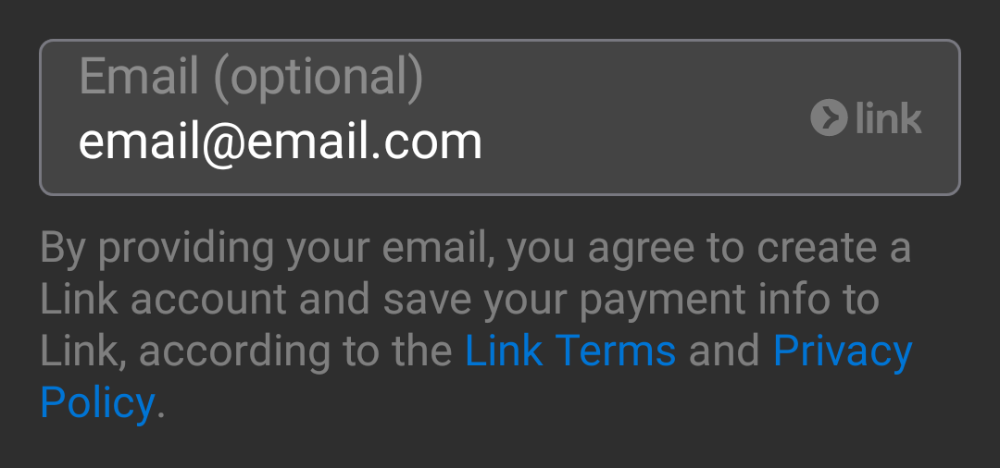 Email (optional)
email@email.com
link
By providing your email, you agree to create a
Link account and save your payment info to
Link, according to the Link Terms and Privacy
Policy.